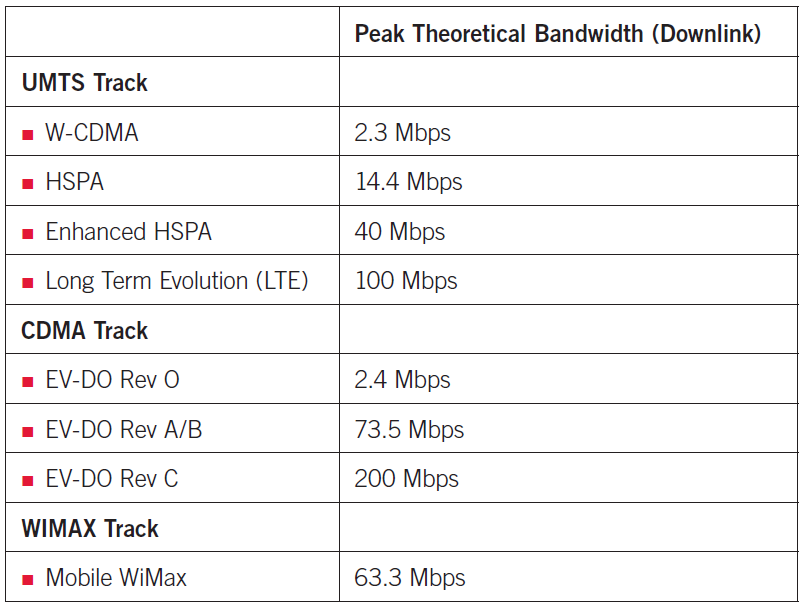 Peak Theoretical Bandwidth (Downlink)
UMTS Track
■ W-CDMA 2.3 Mbps
■ HSPA 14.4 Mbps
■ Enhanced HSPA 40 Mbps
■ Long Term Evolution (LTE) 100 Mbps
CDMA Track
■ EV-DO Rev O 2.4 Mbps
■ EV-DO Rev A/B 73.5 Mbps
■ EV-DO Rev C 200 Mbps
WIMAX Track
■ Mobile WiMax 63.3 Mbps